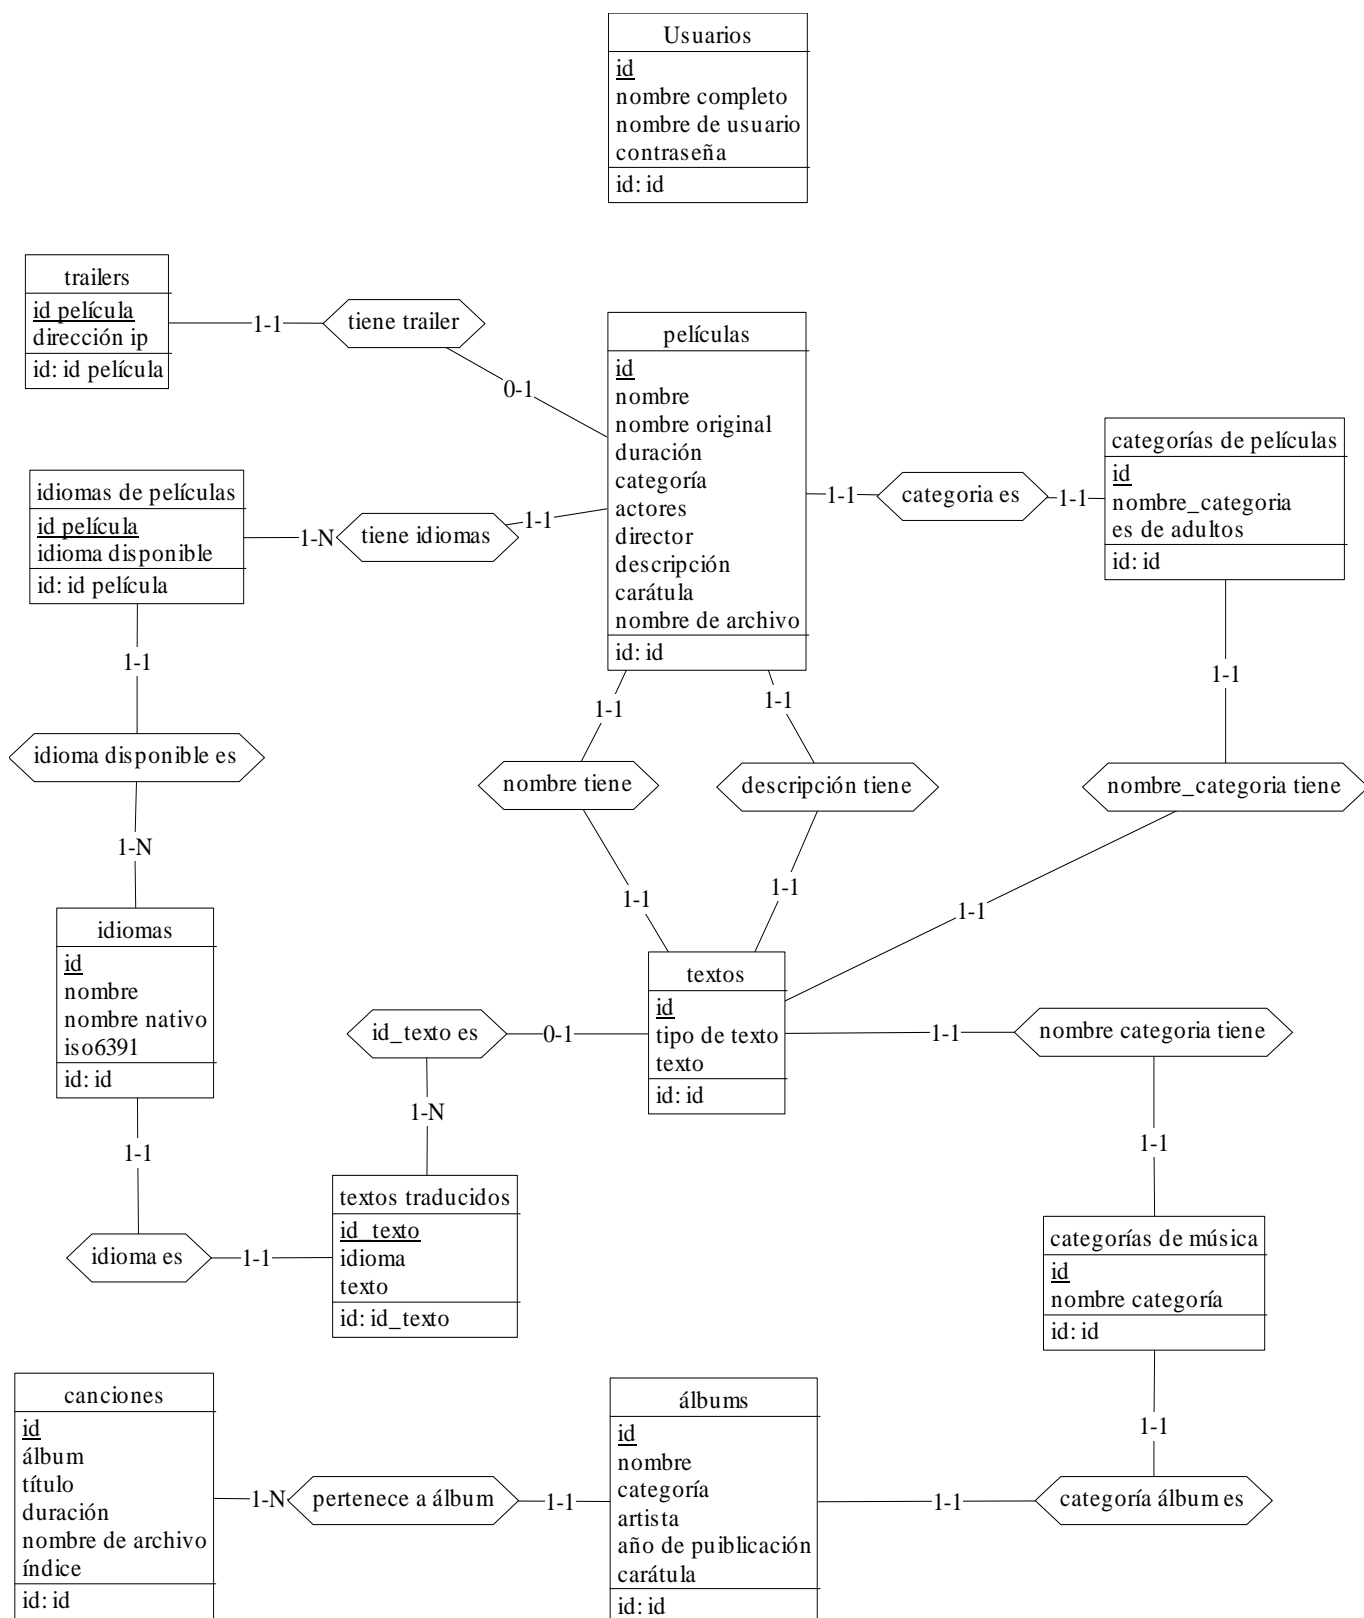 Usuarios
id
nombre completo
nombre de usuario
contraseña
id: id
trailers
id película
dirección ip
id: id película
1-1
tiene trailer
0-1
películas
id
nombre
nombre original
duración
categoría
actores
director
descripción
carátula
nombre de archivo
id: id
1-1
categoria es
1-1
categorías de películas
id
nombre_categoria
es de adultos
id: id
idiomas de películas
id película
idioma disponible
id: id película
1-N
tiene idiomas
1-1
1-1
idioma disponible es
1-N
1-1
nombre tiene
1-1
1-1
descripción tiene
1-1
1-1
nombre_categoria tiene
1-1
idiomas
id
nombre
nombre nativo
iso6391
id: id
textos
id
tipo de texto
texto
id: id
id_texto es
0-1
1-N
1-1
nombre categoria tiene
1-1
1-1
idioma es
1-1
textos traducidos
id_texto
idioma
texto
id: id_texto
categorías de música
id
nombre categoría
id: id
1-1
categoría álbum es
1-1
canciones
id
álbum
título
duración
nombre de archivo
índice
id: id
1-N
pertenece a álbum
1-1
álbums
id
nombre
categoría
artista
año de puiblicación
carátula
id: id